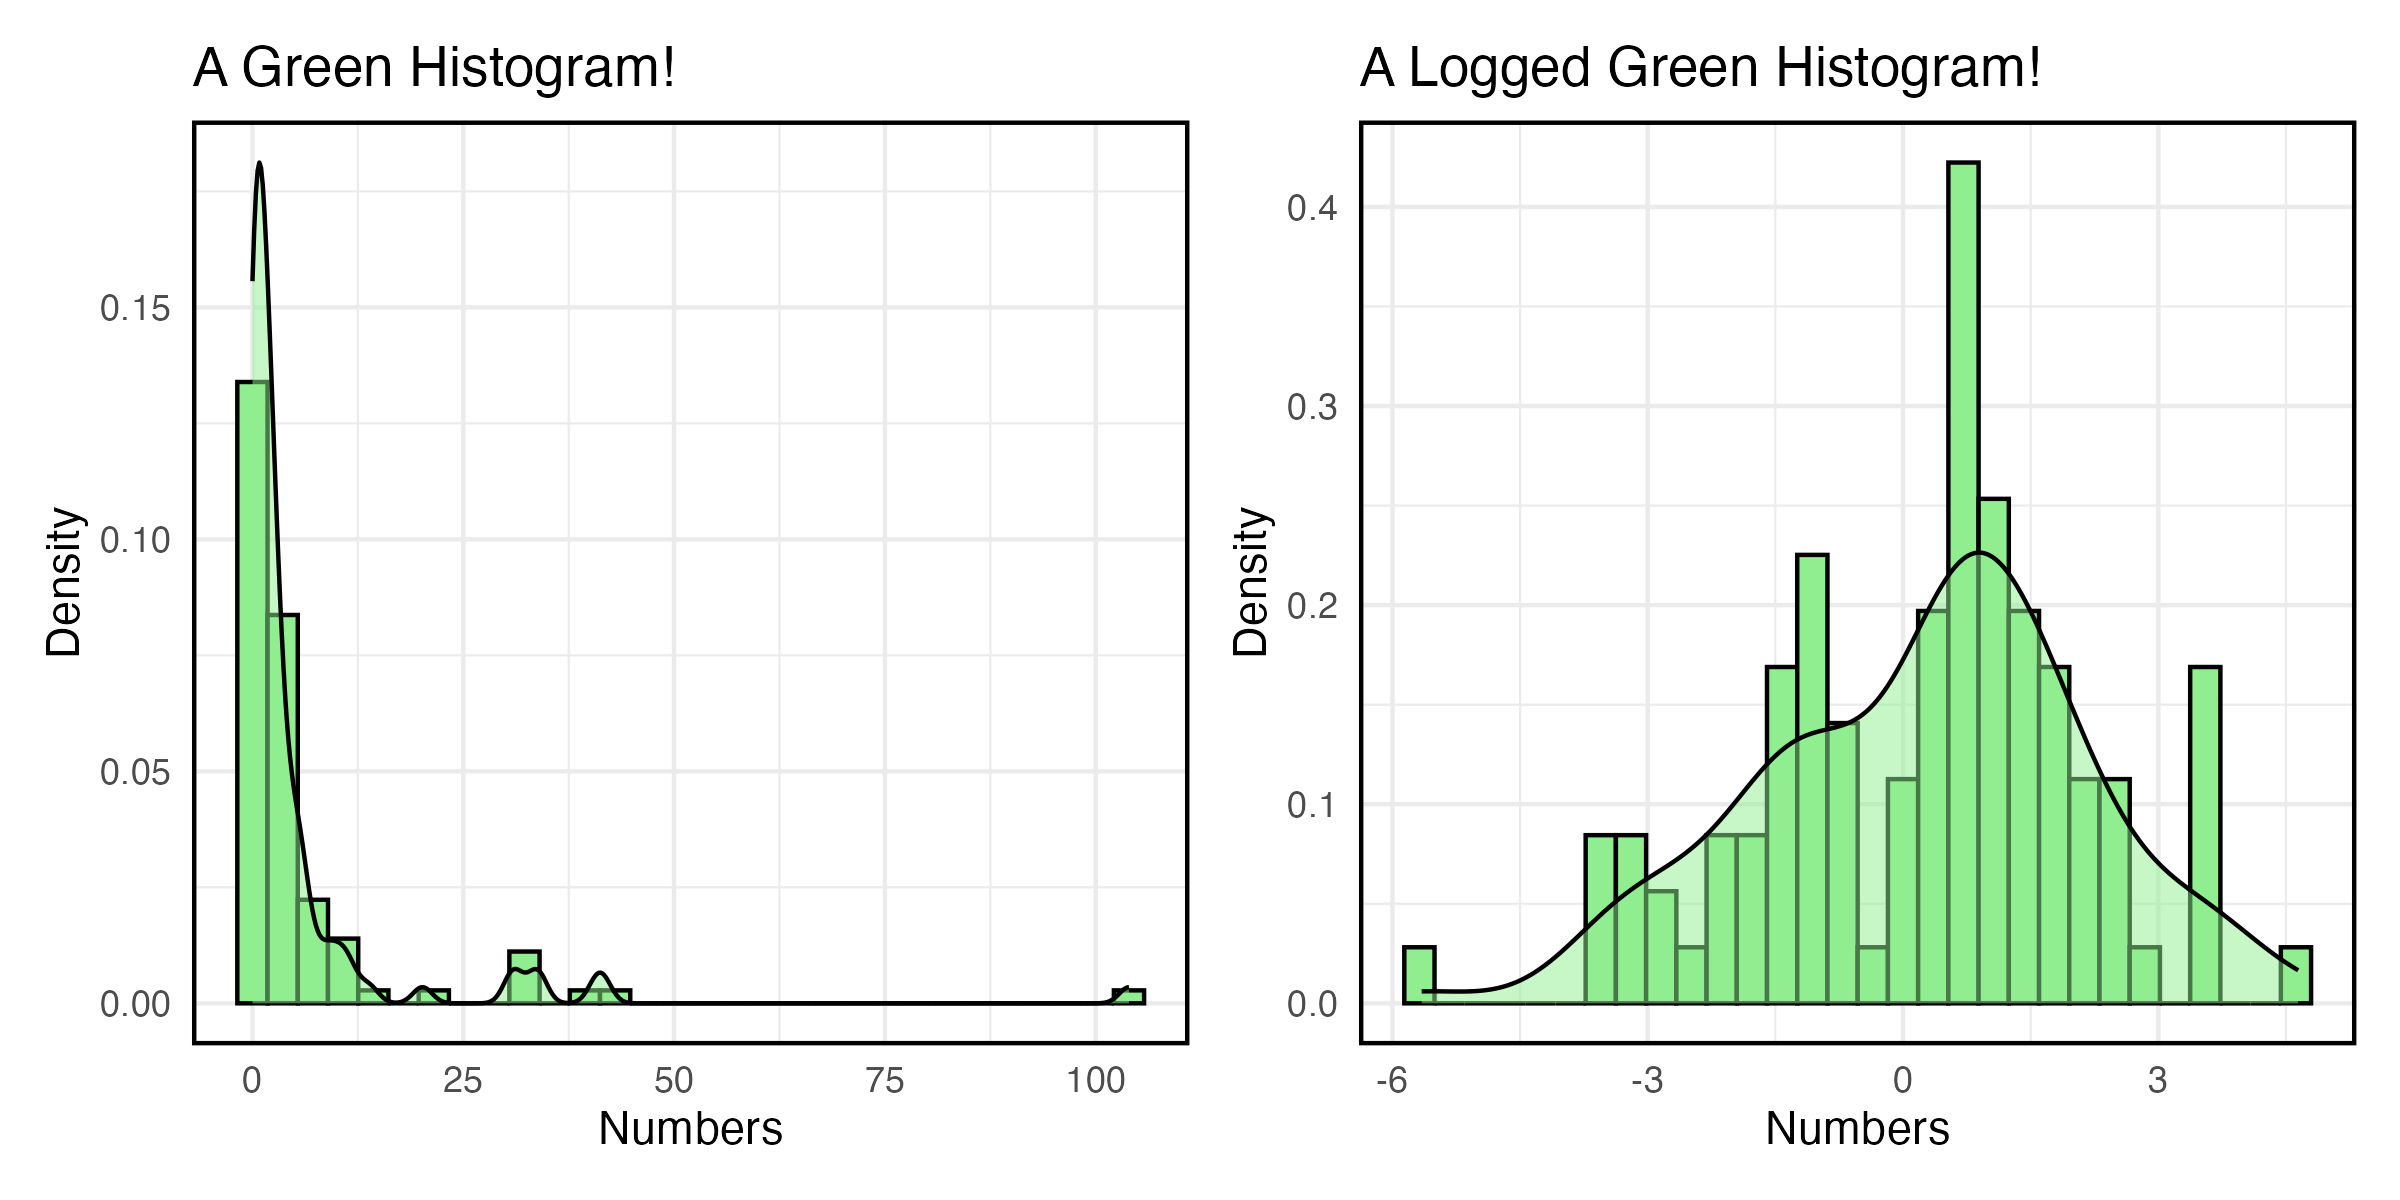 A Green Histogram!
Density
0.15
0.10
0.05
0.00
0 25 50 75 100
Numbers
A Logged Green Histogram!
Density
0.4
0.3
0.2
0.1
0.0
-6 -3 0 3
Numbers